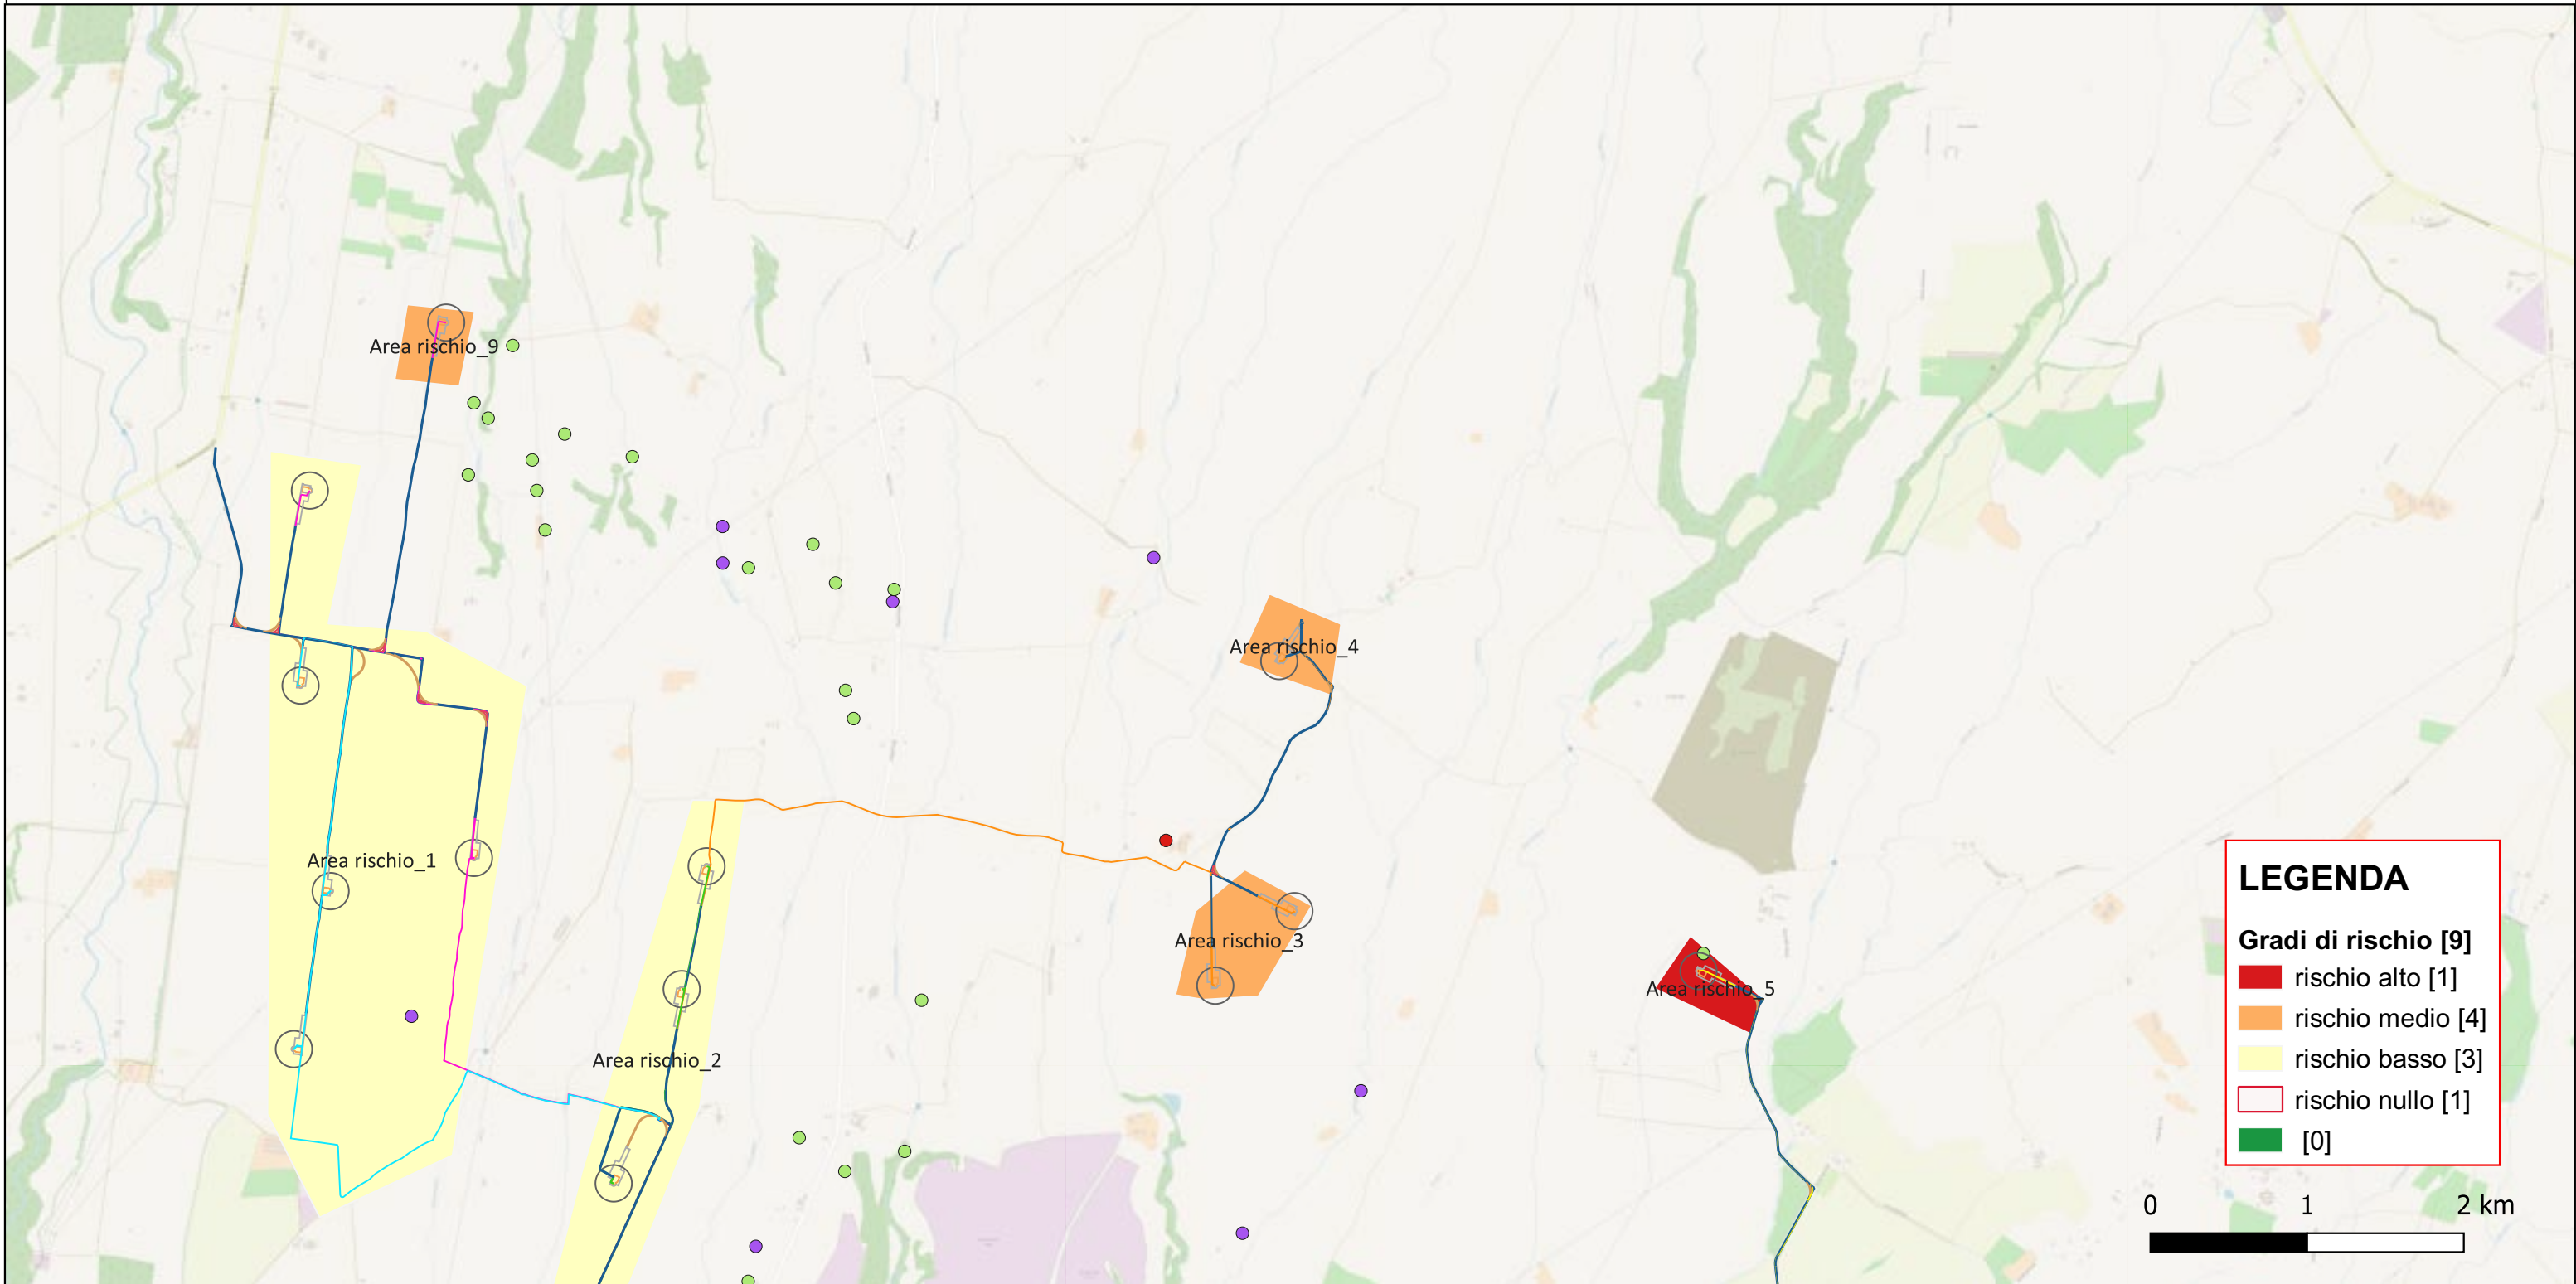 Area rischio_9
Area rischio_4
Area rischio_1
Area rischio_3
Area rischio_5
Area rischio_2
LEGENDA
Gradi di rischio [9]
rischio alto [1]
rischio medio [4]
rischio basso [3]
rischio nullo [1]
[0]
0 1 2 km